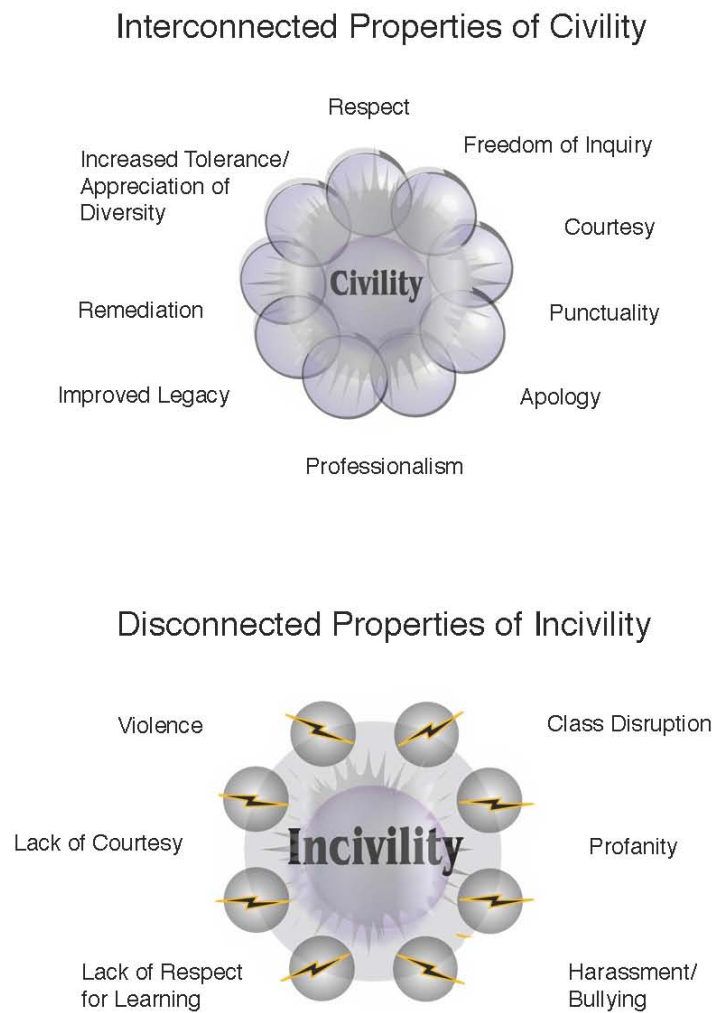 Interconnected Properties of Civility
Respect
Freedom of Inquiry
Increased Tolerance/
Appreciation of
Diversity
Courtesy
Civility
Remediation
Punctuality
Improved Legacy
Apology
Professionalism
Disconnected Properties of Incivility
Violence
Class Disruption
Lack of Courtesy
Incivility
Profanity
Lack of Respect
for Learning
Harassment/
Bullying